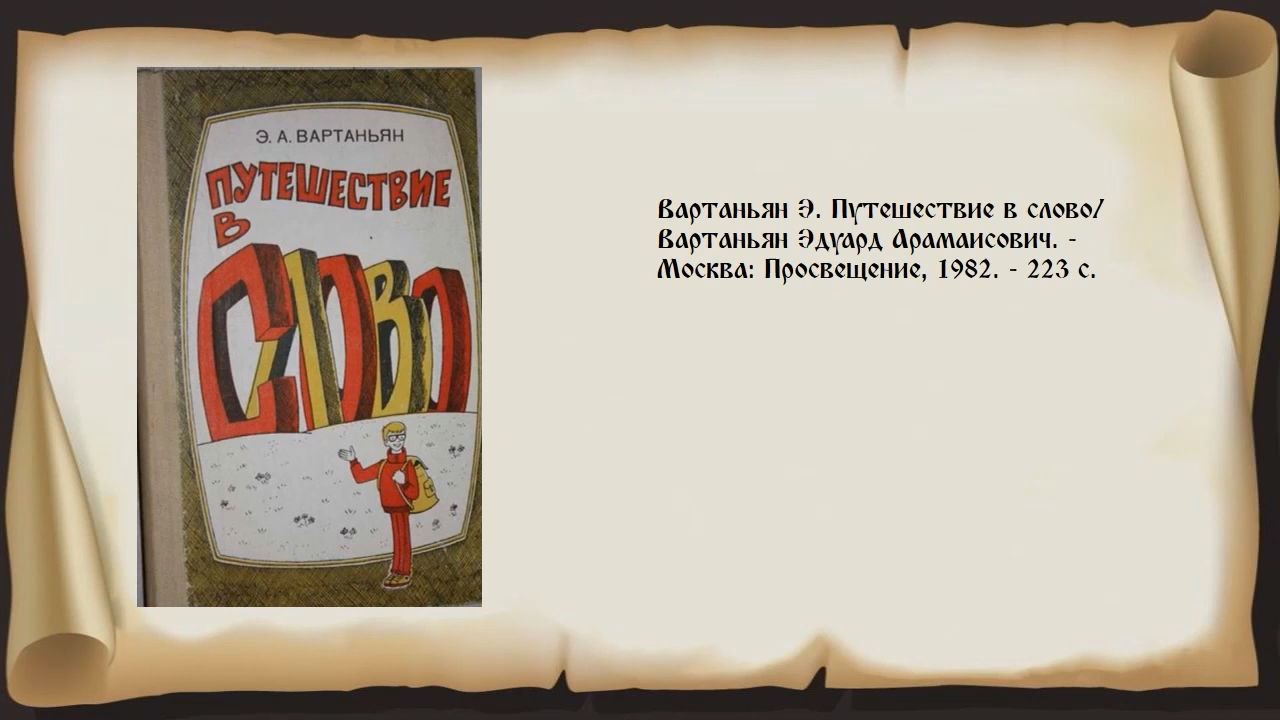 Э. А. ВАРТАНЬЯН
ПУТЕШЕСТВИЕ
В
СЛОВО
Вартаньян Э. Путешествие в слово/
Вартаньян Эдуард Арамаисович. -
Москва: Просвещение, 1982. - 223 с.